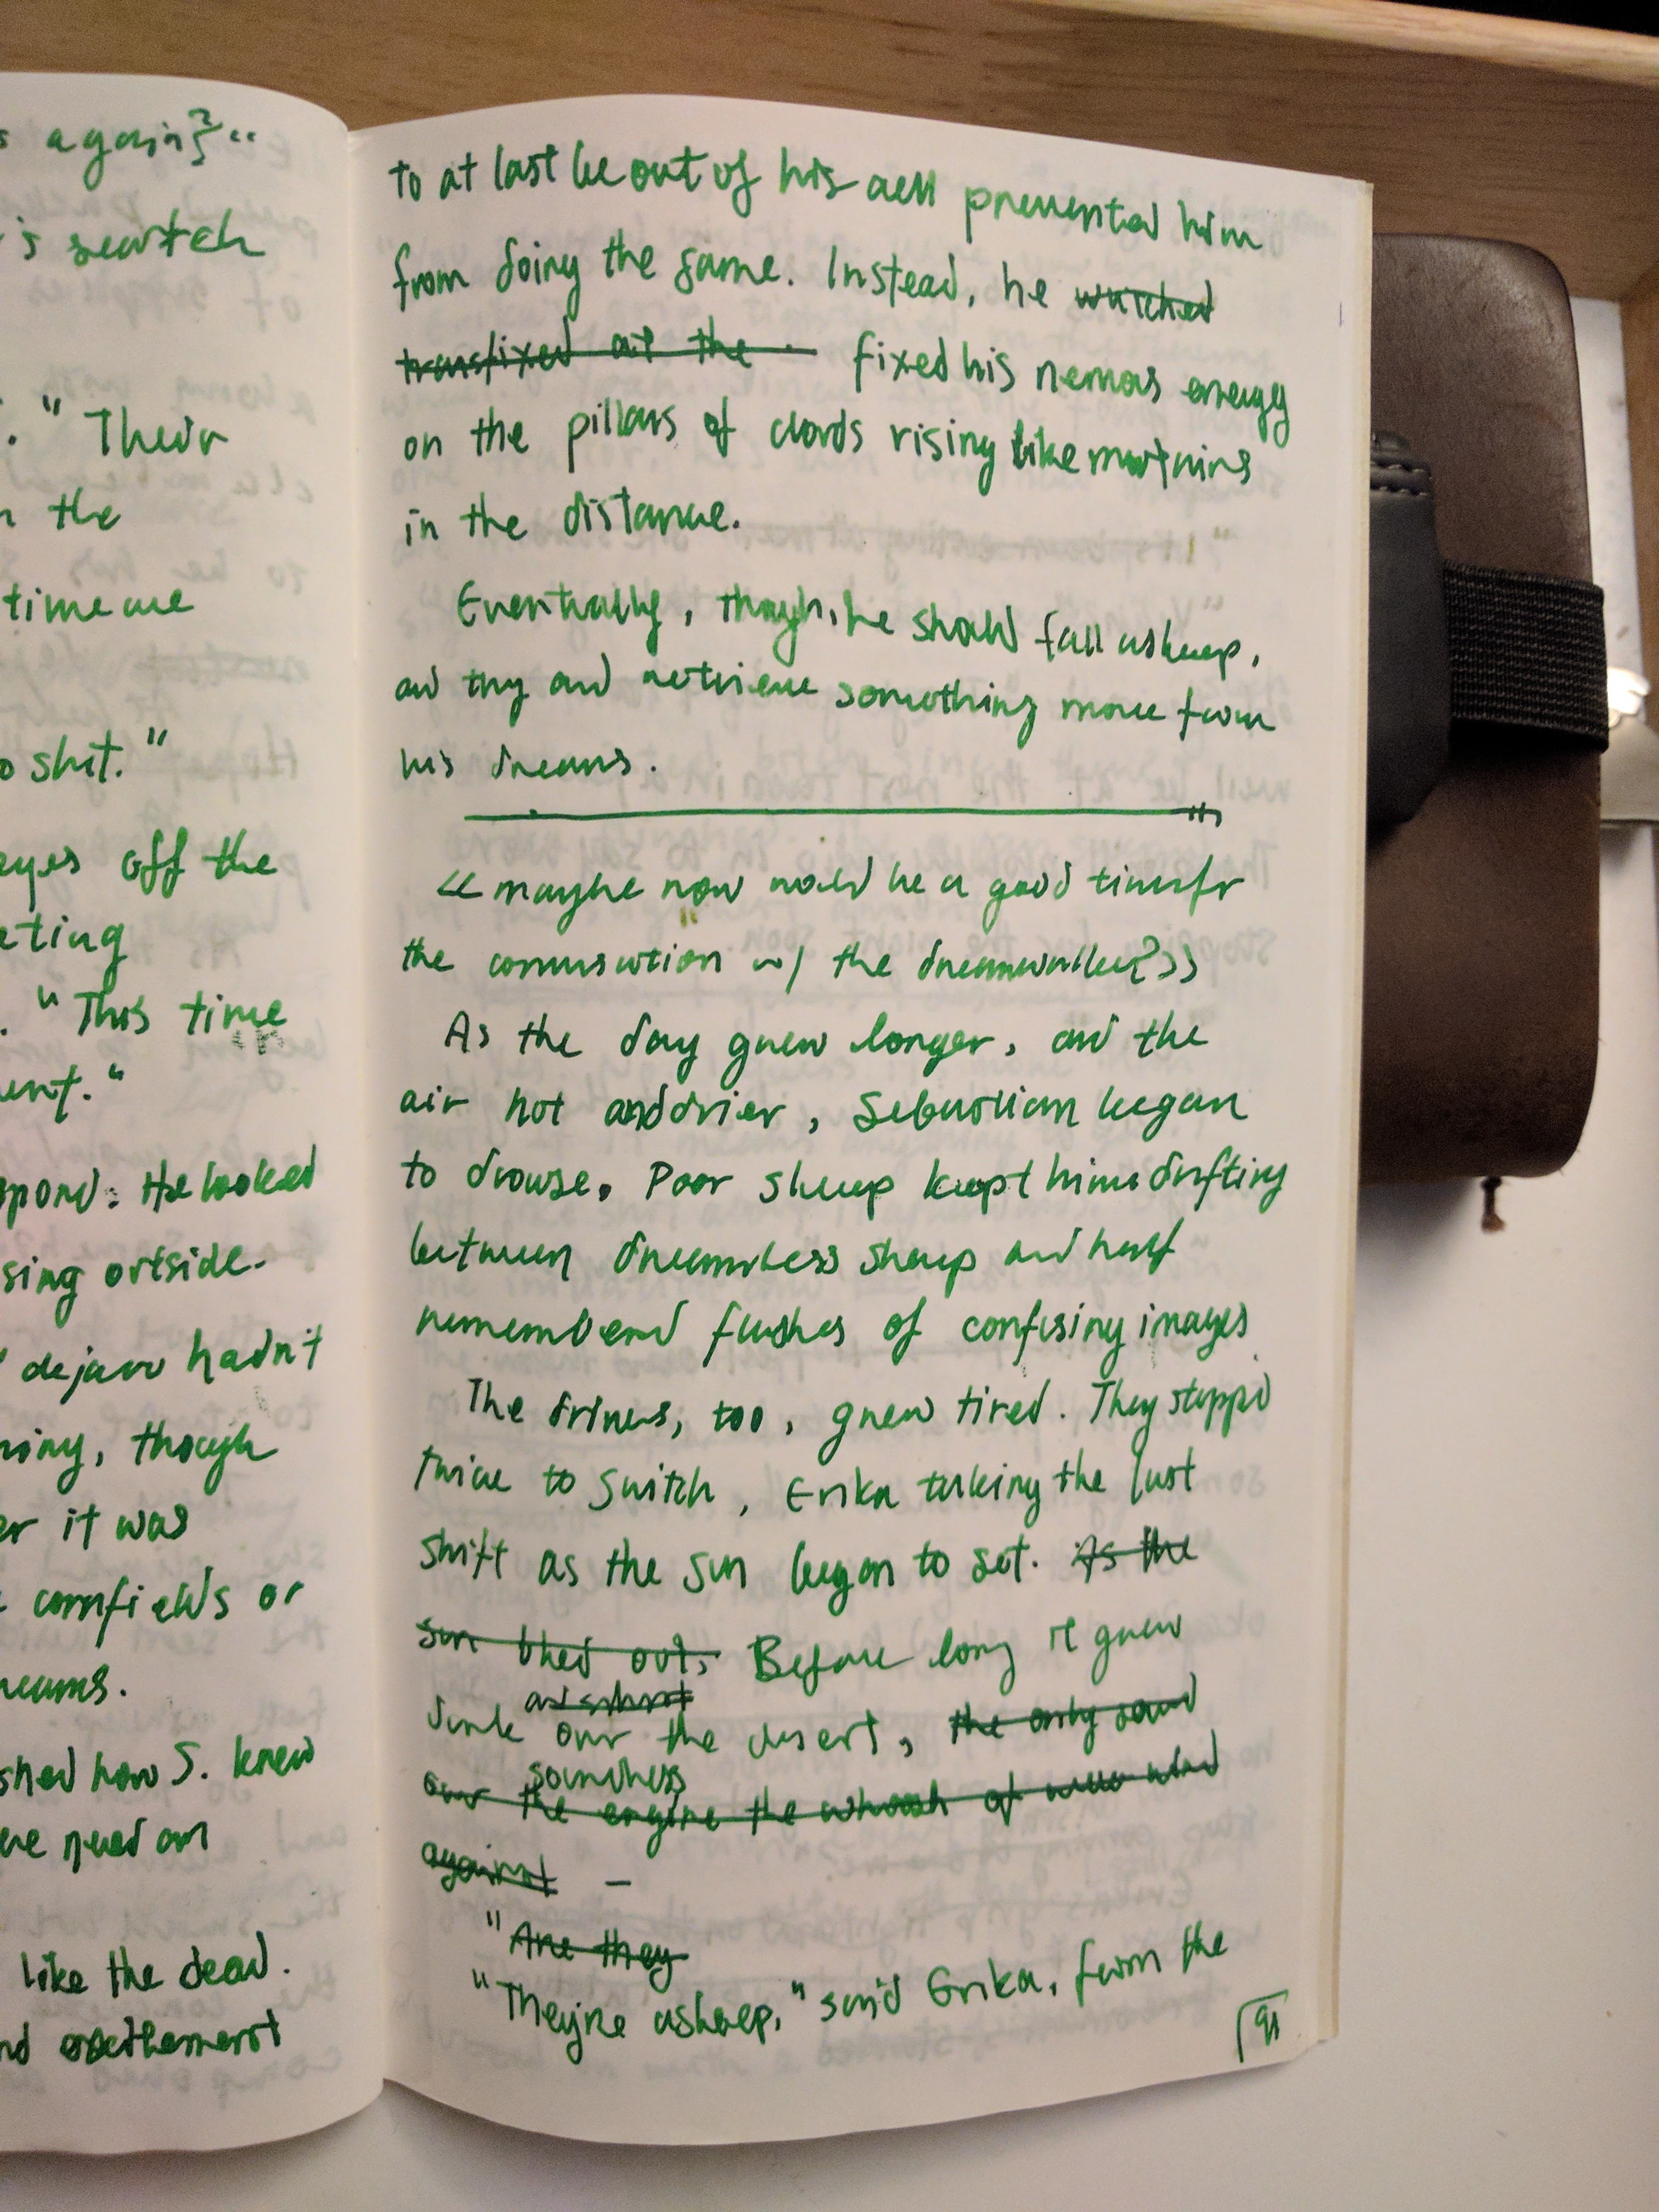 s again}"
's search
." Their
n the
time we
o shit."
eyes off the
eting
. "This time
ent."
spond. He looked
sing outside.
dejavu hadn't
ning, though
er it was
cornfields or
reams.
shed how S. knew
we need an
like the dead.
nd excitement
to at last be out of his cell prevented him
from doing the same. Instead, he watched
transfixed at the fixed his nervous energy
on the pillars of clouds rising like mountains
in the distance.
Eventually, though, he should fall asleep,
and try and retrieve something more from
his dreams.
<< maybe now would be a good time for
the conversation w/ the dreamwalker?>>
As the day grew longer, and the
air hot and drier, Sebastian began
to drowse. Poor sleep kept him drifting
between dreamless sleep and half
remembered flashes of confusing images
The drivers, too, grew tired. They stoppd
twice to switch, Erika taking the last
shift as the sun began to set. As the
sun bled out, Before long it grew
dark over the desert, the only sound
soundless
over the engine the whoosh of wind
against –
"Are they
"They're asleep," said Erika, from the
91